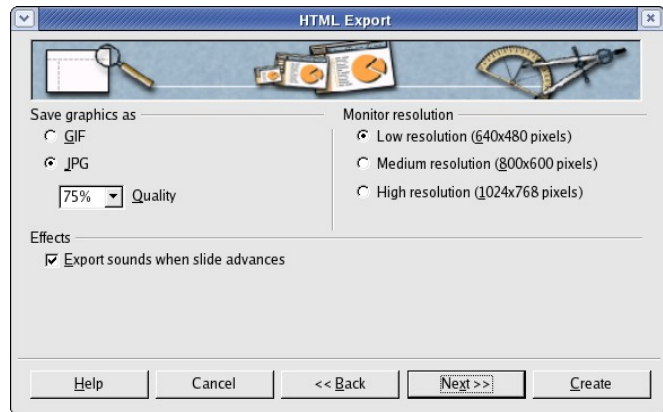 HTML Export
Save graphics as
GIF
JPG
75% Quality
Monitor resolution
Low resolution (640x480 pixels)
Medium resolution (800x600 pixels)
High resolution (1024x768 pixels)
Effects
Export sounds when slide advances
Help Cancel << Back Next >> Create